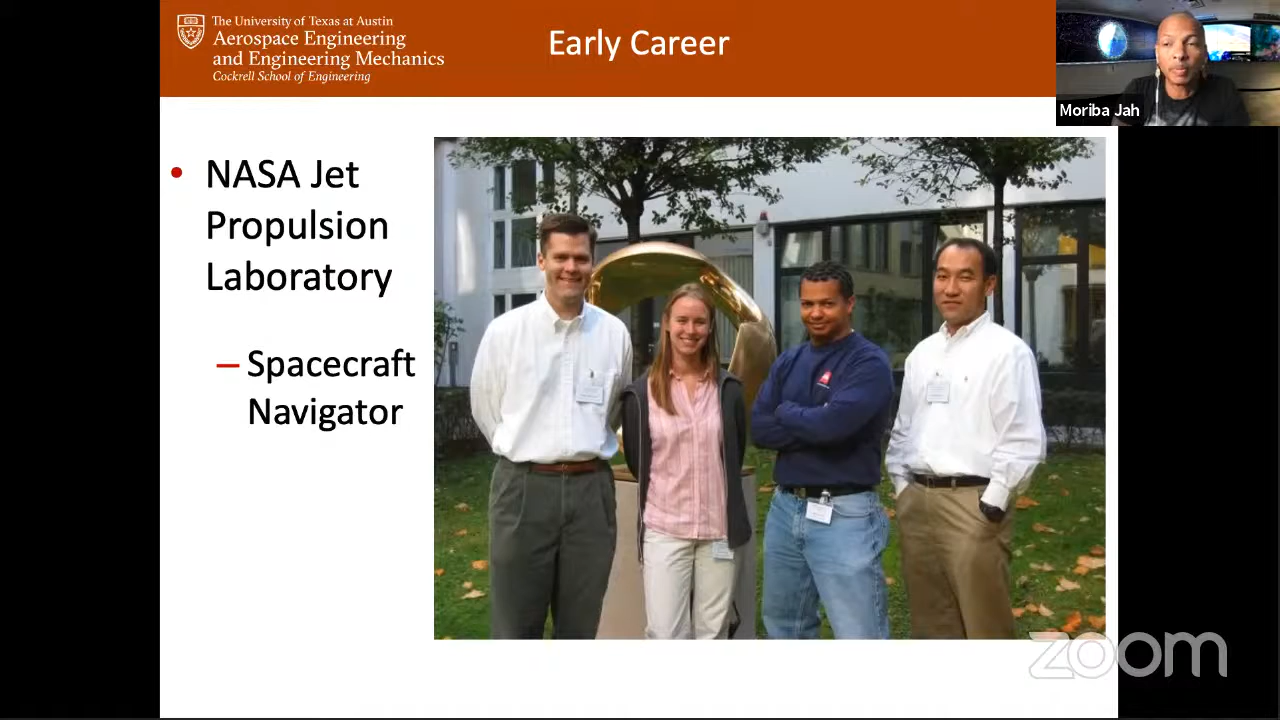 The University of Texas at Austin
Aerospace Engineering
and Engineering Mechanics
Cockrell School of Engineering
Early Career
Moriba Jah
• NASA Jet
Propulsion
Laboratory
– Spacecraft
Navigator
zoom